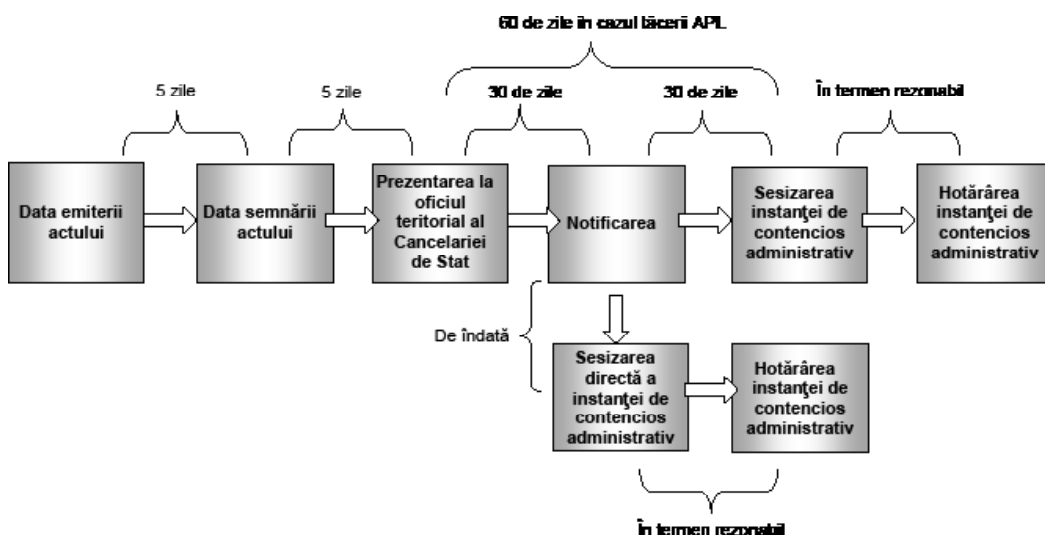 60 de zile în cazul tăcerii APL
5 zile
5 zile
30 de zile
30 de zile
În termen rezonabil
Data emiterii
actului
Data semnării
actului
Prezentarea la
oficiul
teritorial al
Cancelariei
de Stat
Notificarea
Sesizarea
instanţei de
contencios
administrativ
Hotărârea
instanţei de
contencios
administrativ
De îndată
Sesizarea
directă a
instanţei de
contencios
administrativ
Hotărârea
instanţei de
contencios
administrativ
În termen rezonabil